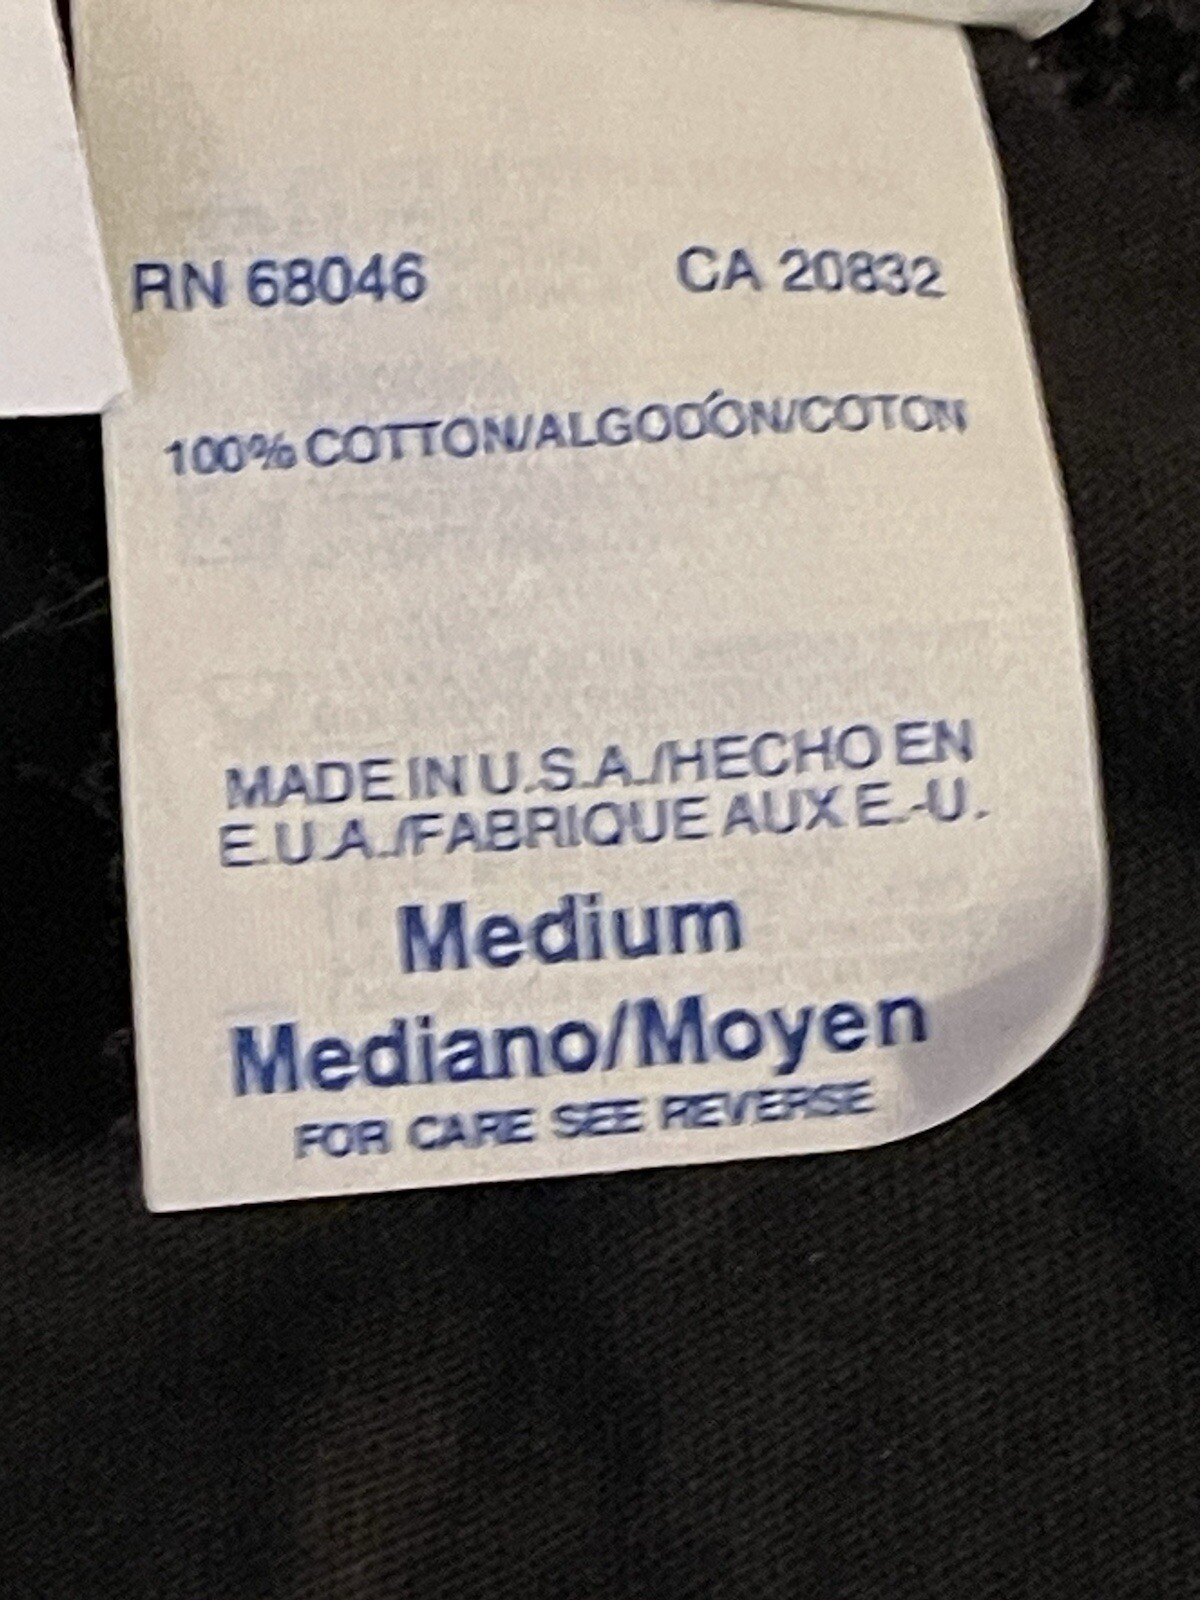 RN 68046 CA 20832
100% COTTON/ALGODÓN/COTON
MADE IN U.S.A./HECHO EN
E.U.A./FABRIQUE AUX E.-U.
Medium
Mediano/Moyen
FOR CARE SEE REVERSE